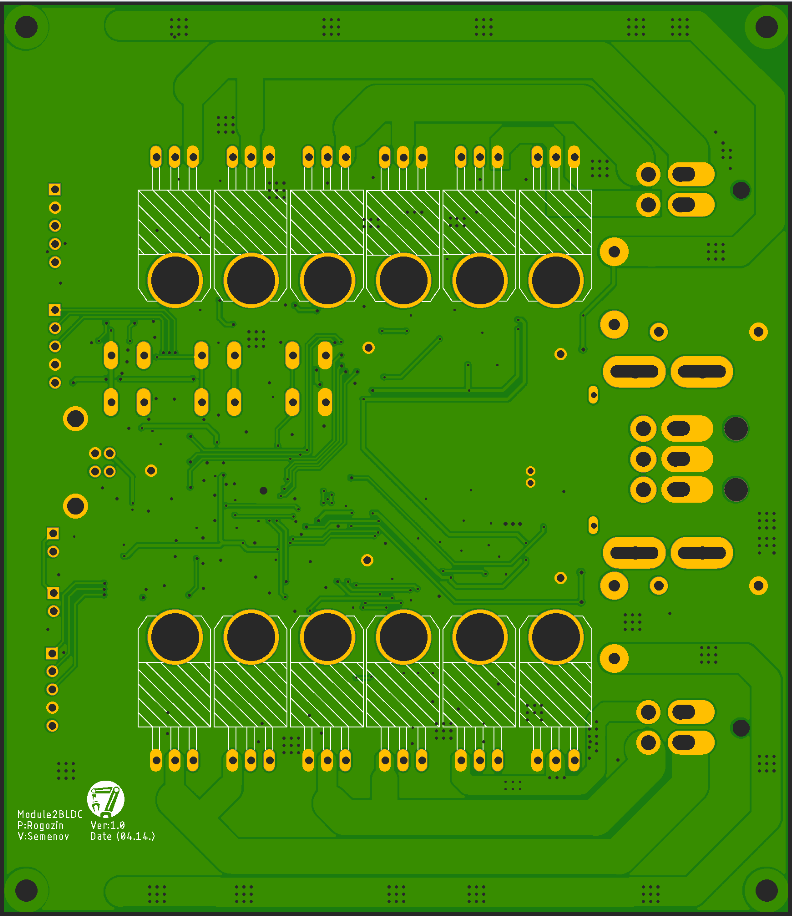 Module2BLDC
P:Rogozin Ver:1.0
V:Semenov Date (04.14.)